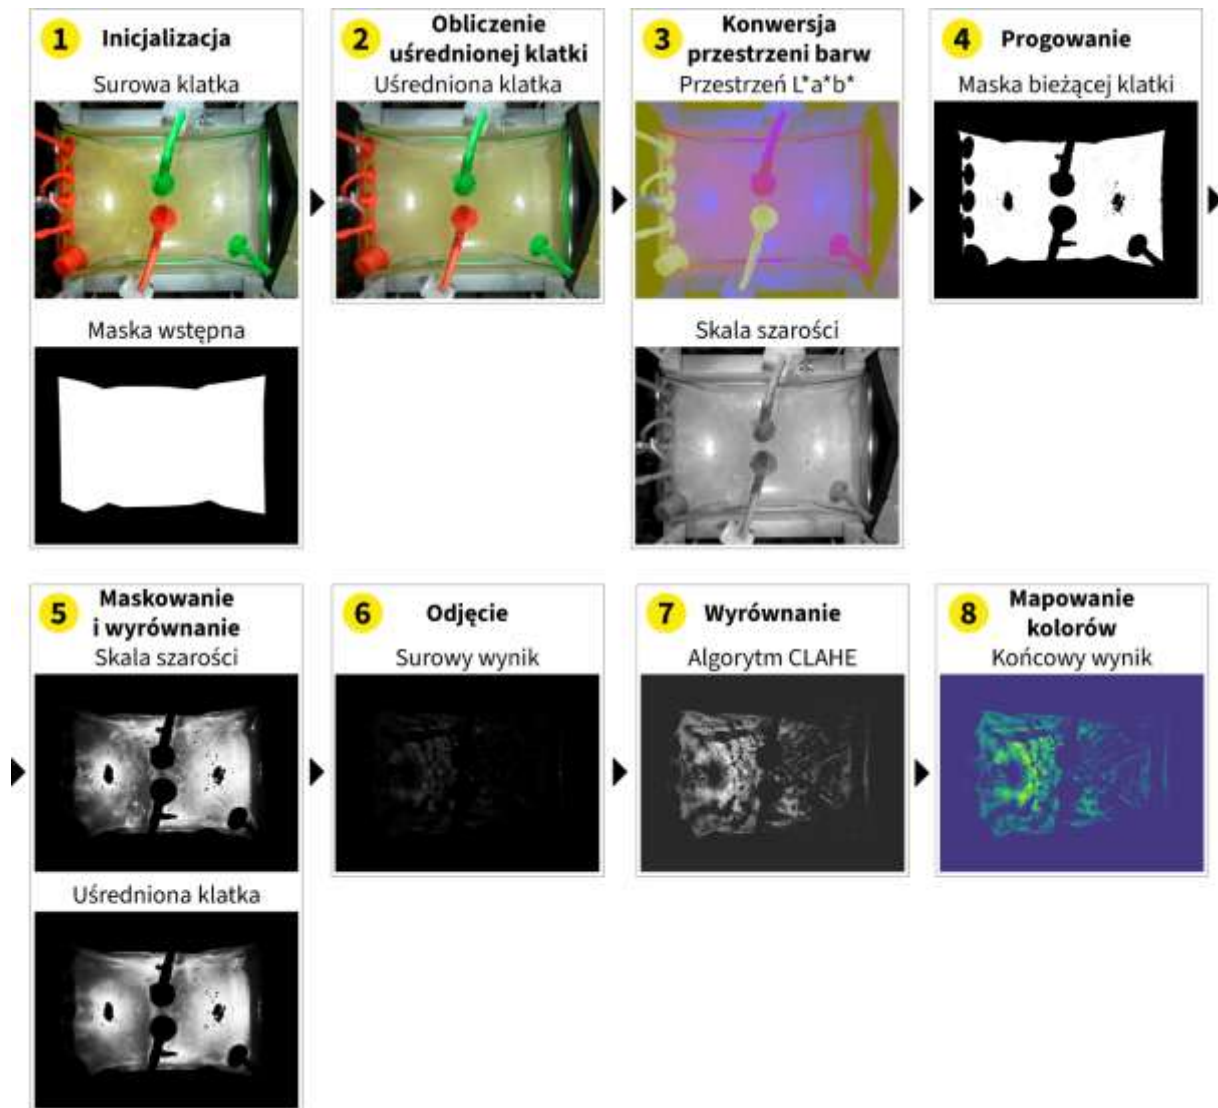 1 Inicjalizacja
Surowa klatka
Maska wstępna
2 Obliczenie
uśrednionej klatki
Uśredniona klatka
3 Konwersja
przestrzeni barw
Przestrzeń L*a*b*
Skala szarości
4 Progowanie
Maska bieżącej klatki
5 Maskowanie
i wyrównanie
Skala szarości
Uśredniona klatka
6 Odjęcie
Surowy wynik
7 Wyrównanie
Algorytm CLAHE
8 Mapowanie
kolorów
Końcowy wynik